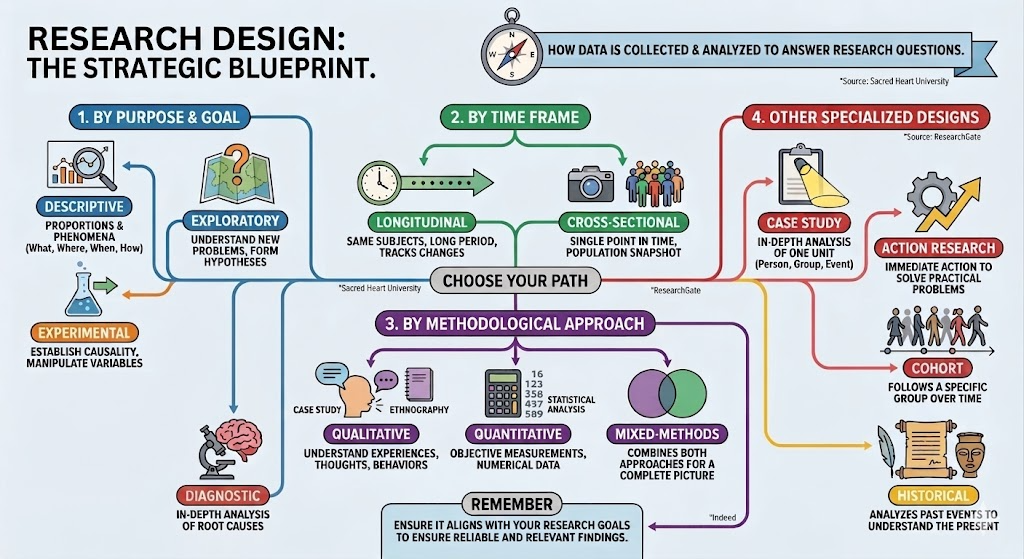 RESEARCH DESIGN:
THE STRATEGIC BLUEPRINT.
N
E
S
W
HOW DATA IS COLLECTED & ANALYZED TO ANSWER RESEARCH QUESTIONS.
*Source: Sacred Heart University
1. BY PURPOSE & GOAL
DESCRIPTIVE
PROPORTIONS &
PHENOMENA
(What, Where, When, How)
?
EXPLORATORY
UNDERSTAND NEW
PROBLEMS, FORM
HYPOTHESES
EXPERIMENTAL
ESTABLISH CAUSALITY,
MANIPULATE VARIABLES
DIAGNOSTIC
IN-DEPTH ANALYSIS
OF ROOT CAUSES
2. BY TIME FRAME
LONGITUDINAL
SAME SUBJECTS, LONG PERIOD,
TRACKS CHANGES
CROSS-SECTIONAL
SINGLE POINT IN TIME,
POPULATION SNAPSHOT
*Sacred Heart University
CHOOSE YOUR PATH
*ResearchGate
3. BY METHODOLOGICAL APPROACH
CASE STUDY
ETHNOGRAPHY
QUALITATIVE
UNDERSTAND EXPERIENCES,
THOUGHTS, BEHAVIORS
16
123
358
437
589
STATISTICAL
ANALYSIS
QUANTITATIVE
OBJECTIVE MEASUREMENTS,
NUMERICAL DATA
MIXED-METHODS
COMBINES BOTH
APPROACHES FOR A
COMPLETE PICTURE
4. OTHER SPECIALIZED DESIGNS
*Source: ResearchGate
CASE STUDY
IN-DEPTH ANALYSIS
OF ONE UNIT
(Person, Group, Event)
ACTION RESEARCH
IMMEDIATE ACTION TO
SOLVE PRACTICAL
PROBLEMS
COHORT
FOLLOWS A SPECIFIC
GROUP OVER TIME
HISTORICAL
ANALYZES PAST EVENTS TO
UNDERSTAND THE PRESENT
REMEMBER
ENSURE IT ALIGNS WITH YOUR RESEARCH GOALS
TO ENSURE RELIABLE AND RELEVANT FINDINGS.
*Indeed